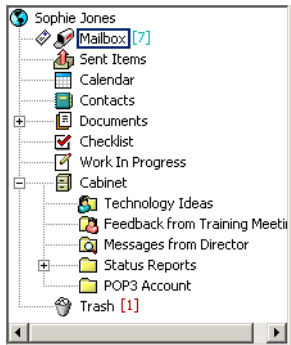 Sophie Jones
Mailbox [7]
Sent Items
Calendar
Contacts
Documents
Checklist
Work In Progress
Cabinet
Technology Ideas
Feedback from Training Meeti
Messages from Director
Status Reports
POP3 Account
Trash [1]